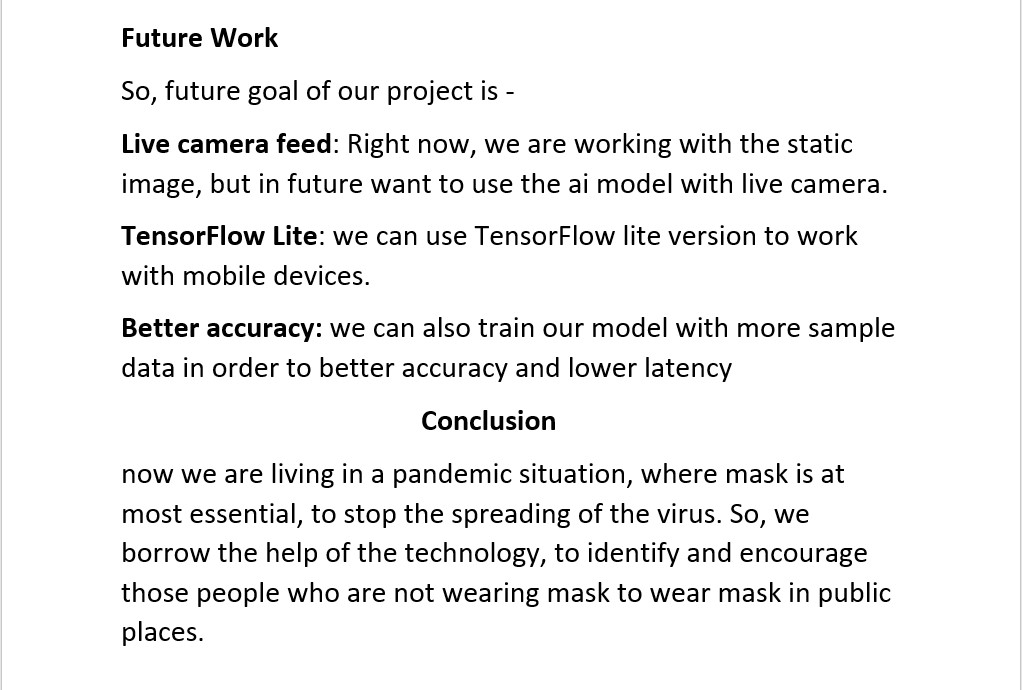 Future Work
So, future goal of our project is -
Live camera feed: Right now, we are working with the static
image, but in future want to use the ai model with live camera.
TensorFlow Lite: we can use TensorFlow lite version to work
with mobile devices.
Better accuracy: we can also train our model with more sample
data in order to better accuracy and lower latency
Conclusion
now we are living in a pandemic situation, where mask is at
most essential, to stop the spreading of the virus. So, we
borrow the help of the technology, to identify and encourage
those people who are not wearing mask to wear mask in public
places.